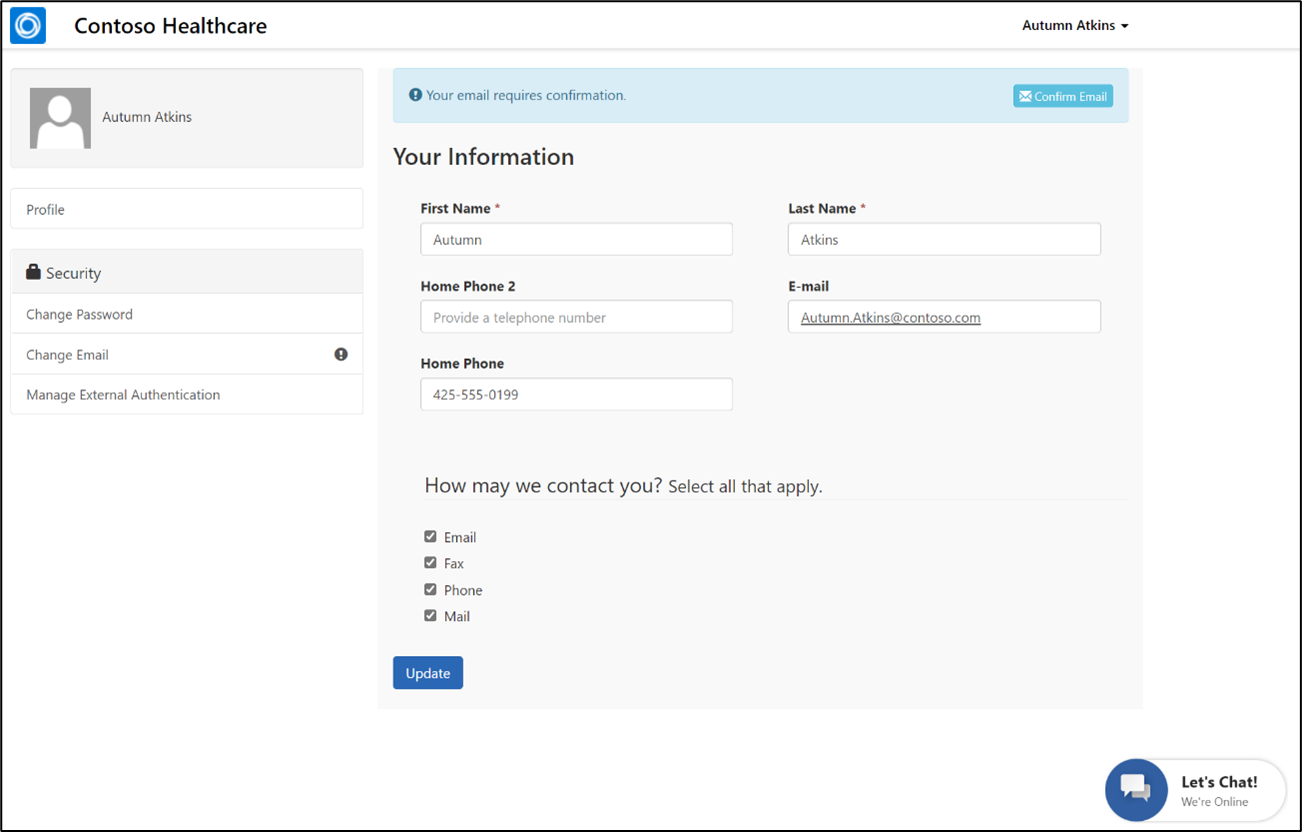 Contoso Healthcare
Autumn Atkins
Autumn Atkins
Profile
Security
Change Password
Change Email
Manage External Authentication
Your email requires confirmation.
Confirm Email
Your Information
First Name *
Last Name *
Autumn
Atkins
Home Phone 2
E-mail
Provide a telephone number
Autumn.Atkins@contoso.com
Home Phone
425-555-0199
How may we contact you? Select all that apply.
Email
Fax
Phone
Mail
Update
Let's Chat!
We're Online